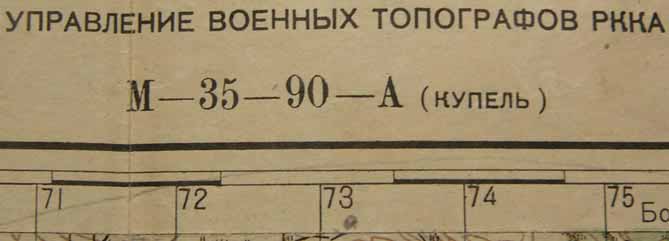 УПРАВЛЕНИЕ ВОЕННЫХ ТОПОГРАФОВ РККА
М—35—90—А (КУПЕЛЬ)
71 72 73 74 75